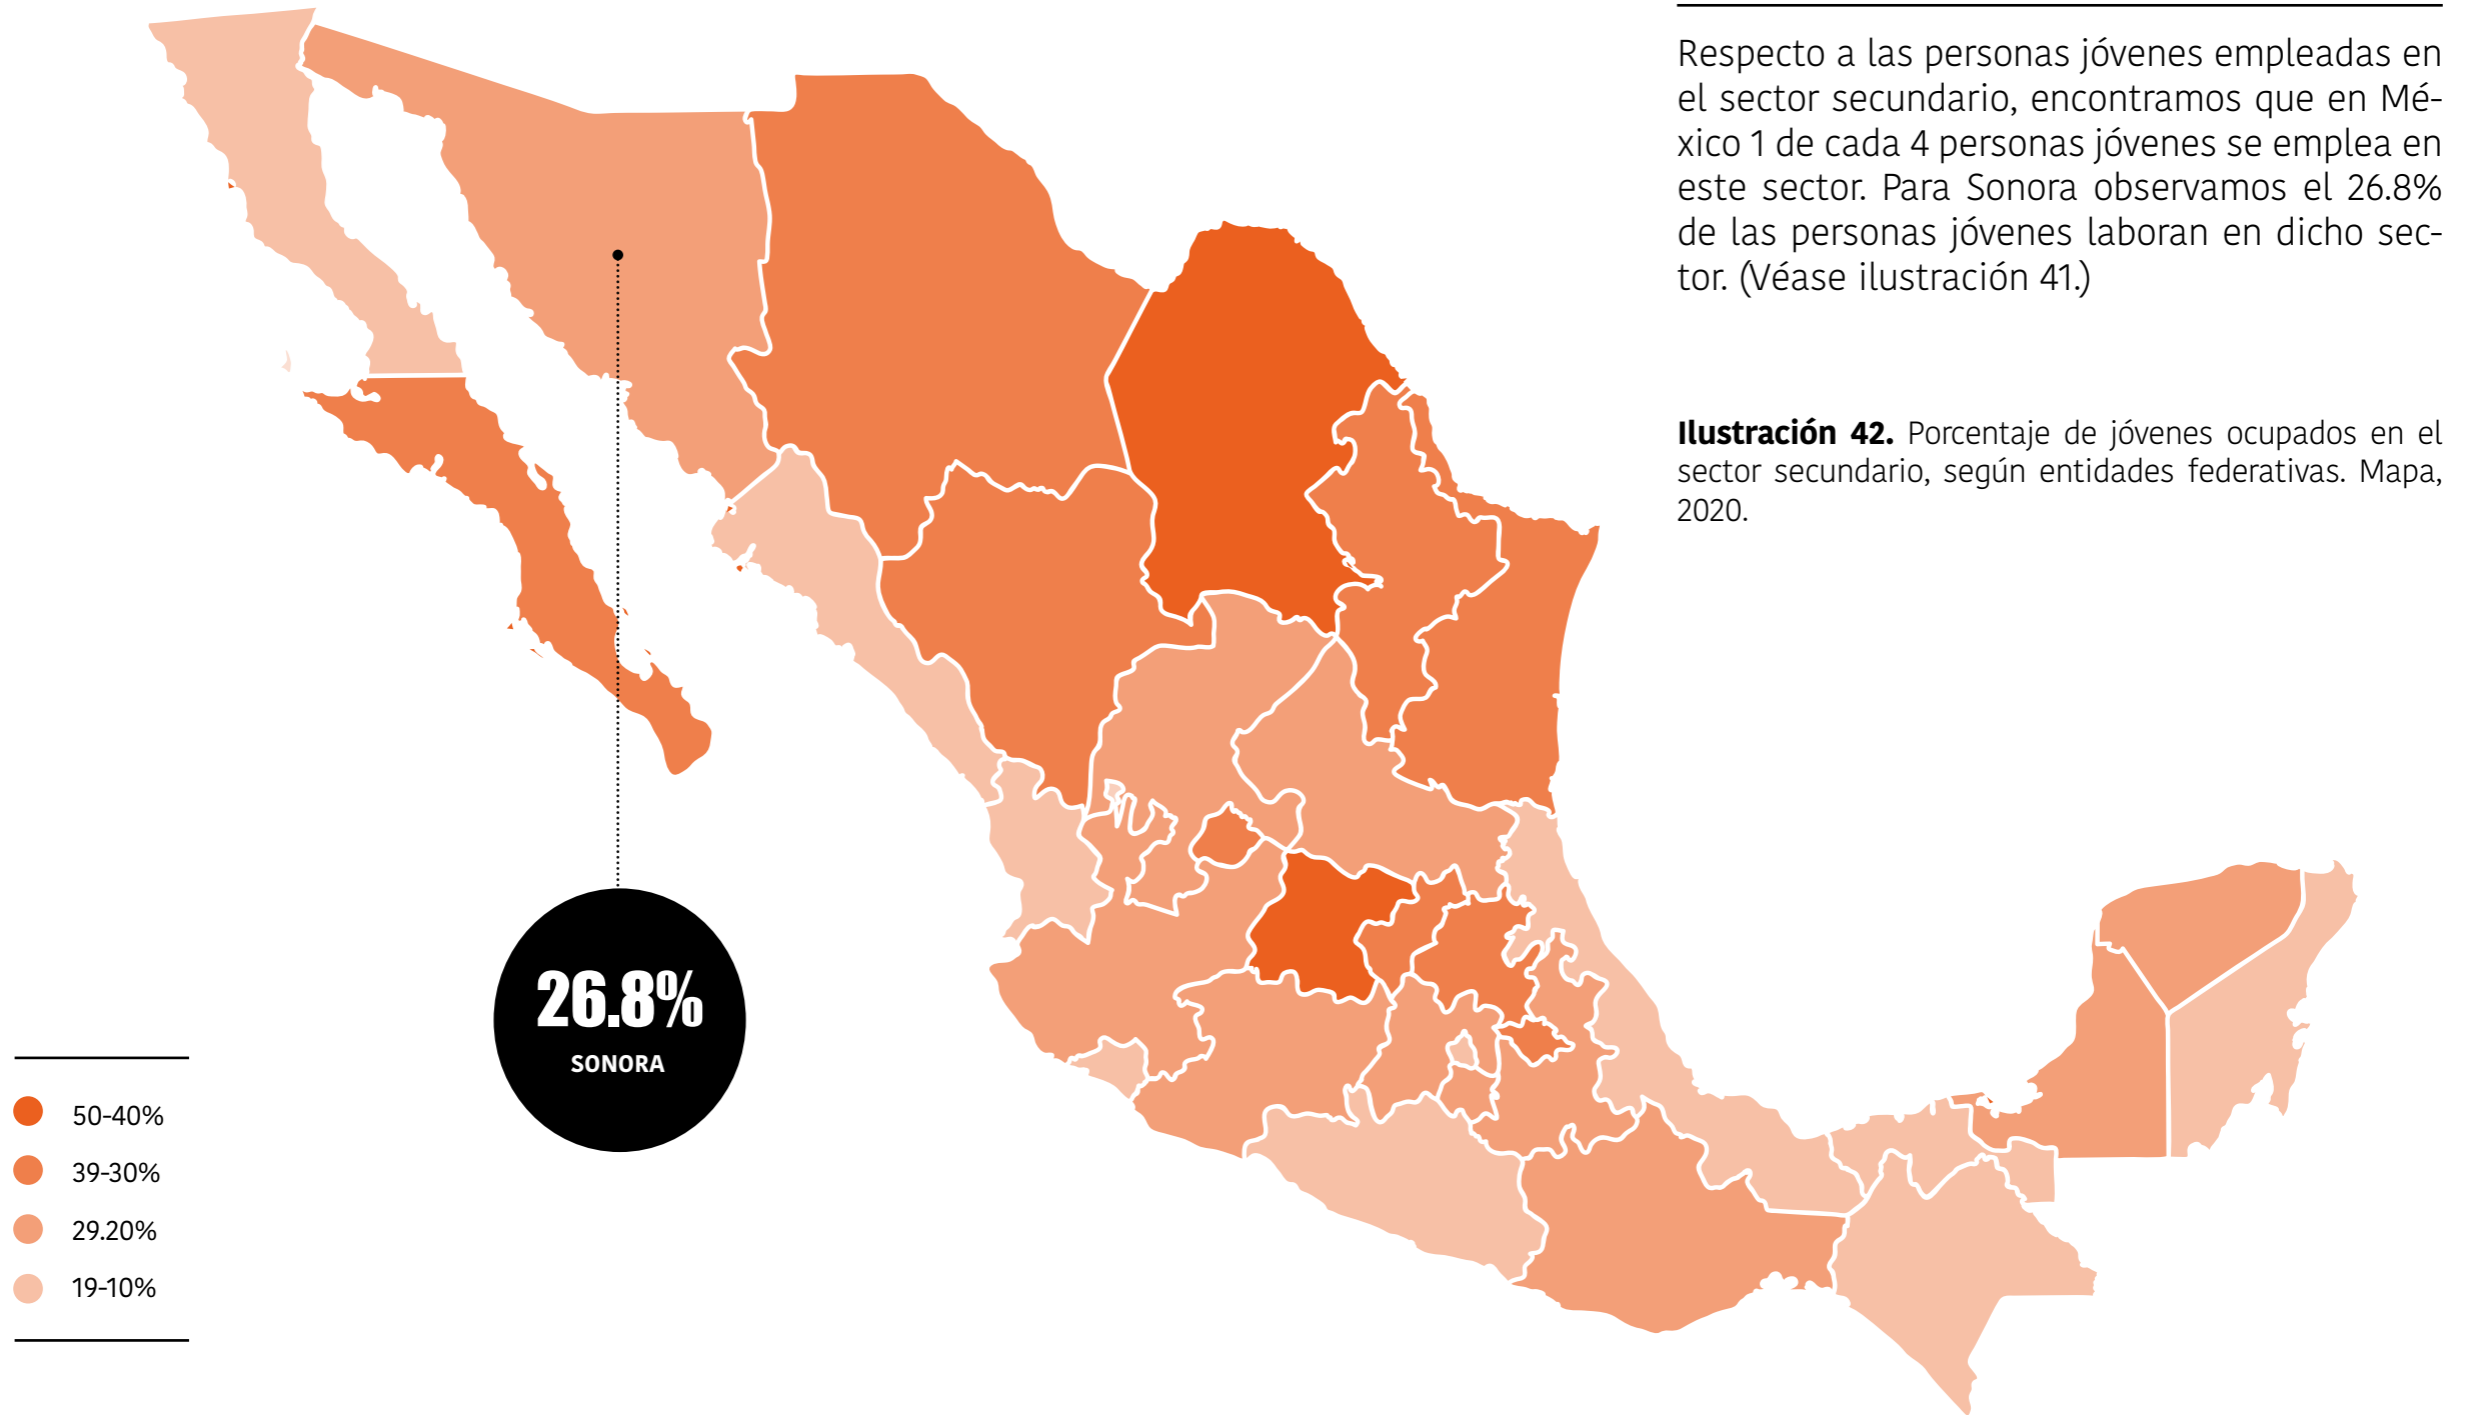 Respecto a las personas jóvenes empleadas en
el sector secundario, encontramos que en Mé-
xico 1 de cada 4 personas jóvenes se emplea en
este sector. Para Sonora observamos el 26.8%
de las personas jóvenes laboran en dicho sec-
tor. (Véase ilustración 41.)
Ilustración 42. Porcentaje de jóvenes ocupados en el
sector secundario, según entidades federativas. Mapa,
2020.
26.8%
SONORA
50-40%
39-30%
29.20%
19-10%